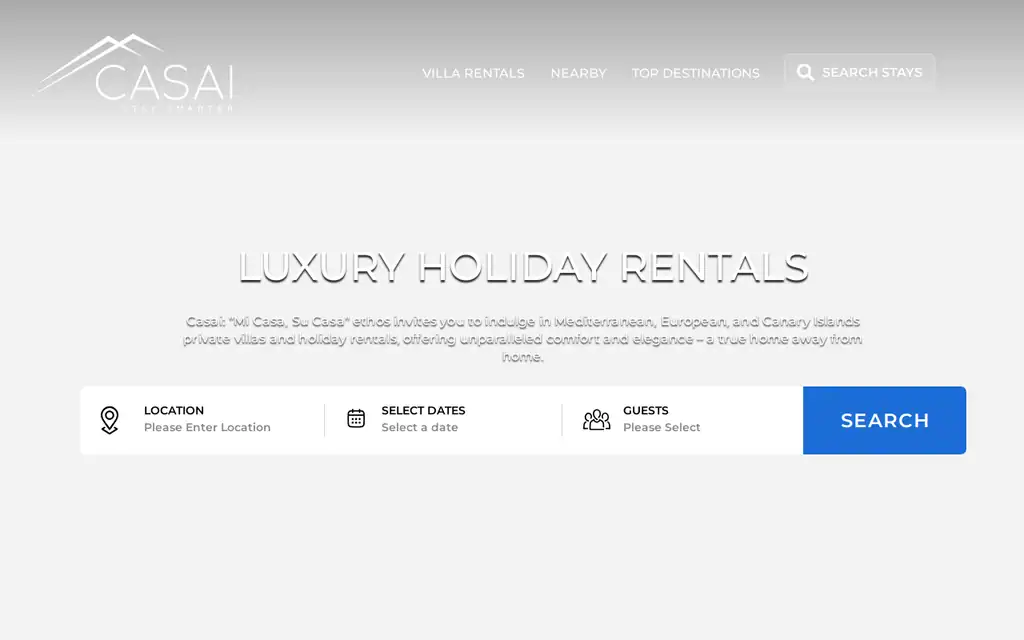 CASAI
VILLA RENTALS
NEARBY
TOP DESTINATIONS
SEARCH STAYS
LUXURY HOLIDAY RENTALS
Casai: "Mi Casa, Su Casa" ethos invites you to indulge in Mediterranean, European, and Canary Islands
private villas and holiday rentals, offering unparalleled comfort and elegance – a true home away from
home.
LOCATION
Please Enter Location
SELECT DATES
Select a date
GUESTS
Please Select
SEARCH